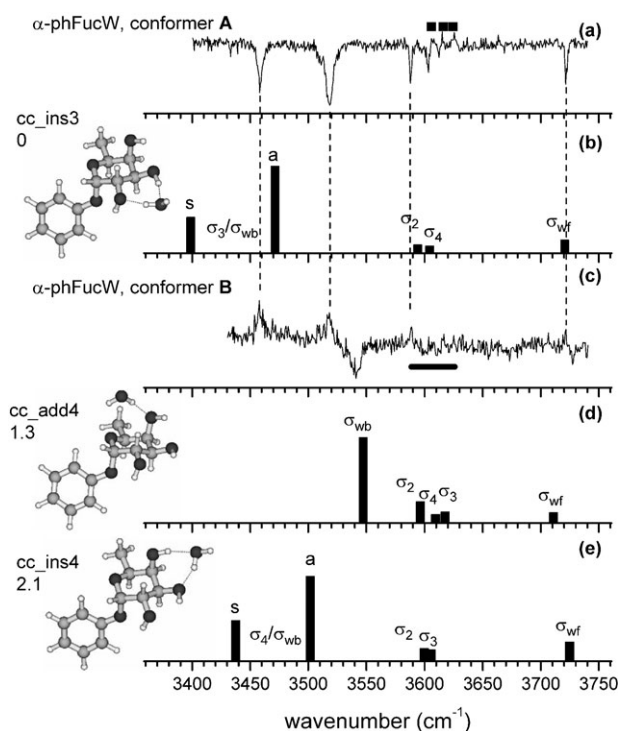 α-phFucW, conformer A
(a)
cc_ins3
0
(b)
s
a
σ3/σwb
σ2
σ4
σwf
α-phFucW, conformer B
(c)
cc_add4
1.3
(d)
σwb
σ2
σ4
σ3
σwf
cc_ins4
2.1
(e)
s
a
σ4/σwb
σ2
σ3
σwf
3400 3450 3500 3550 3600 3650 3700 3750
wavenumber (cm⁻¹)